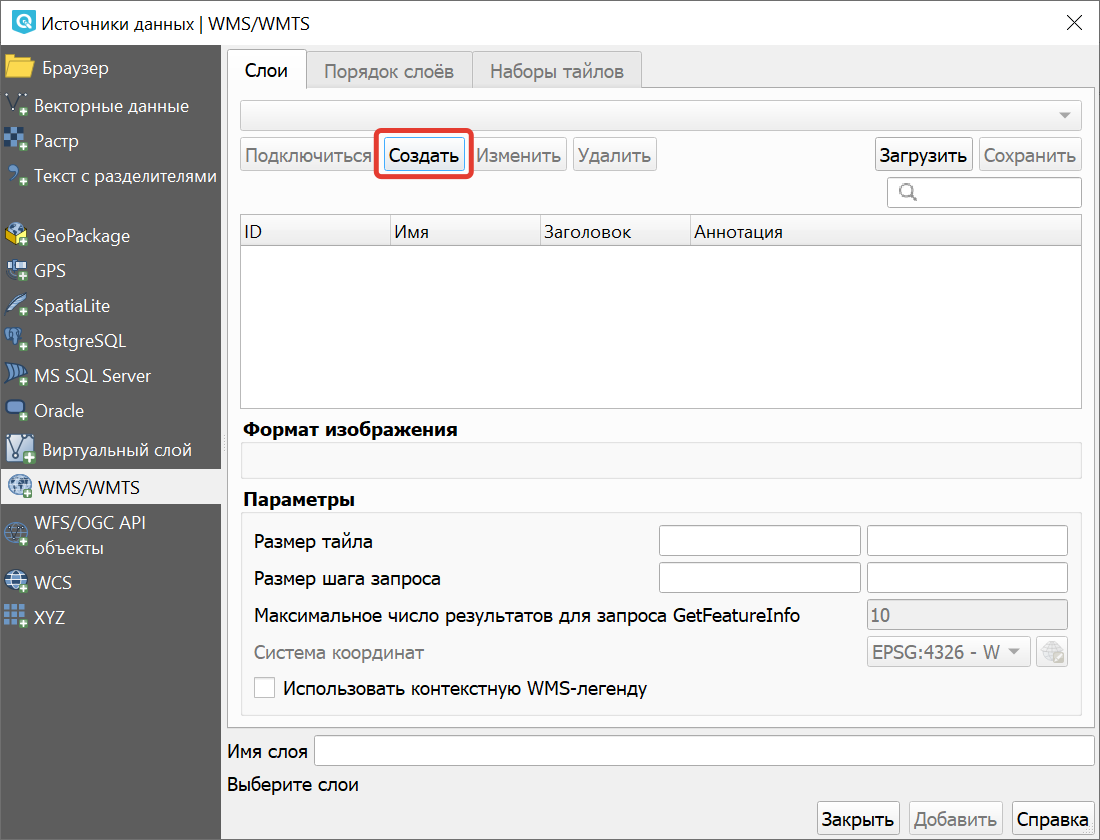 Источники данных | WMS/WMTS
Браузер
Векторные данные
Растр
Текст с разделителями
GeoPackage
GPS
SpatiaLite
PostgreSQL
MS SQL Server
Oracle
Виртуальный слой
WMS/WMTS
WFS/OGC API
объекты
WCS
XYZ
Слои Порядок слоёв Наборы тайлов
Подключиться Создать Изменить Удалить Загрузить Сохранить
ID Имя Заголовок Аннотация
Формат изображения
Параметры
Размер тайла
Размер шага запроса
Максимальное число результатов для запроса GetFeatureInfo 10
Система координат EPSG:4326 - W
Использовать контекстную WMS-легенду
Имя слоя
Выберите слои
Закрыть Добавить Справка